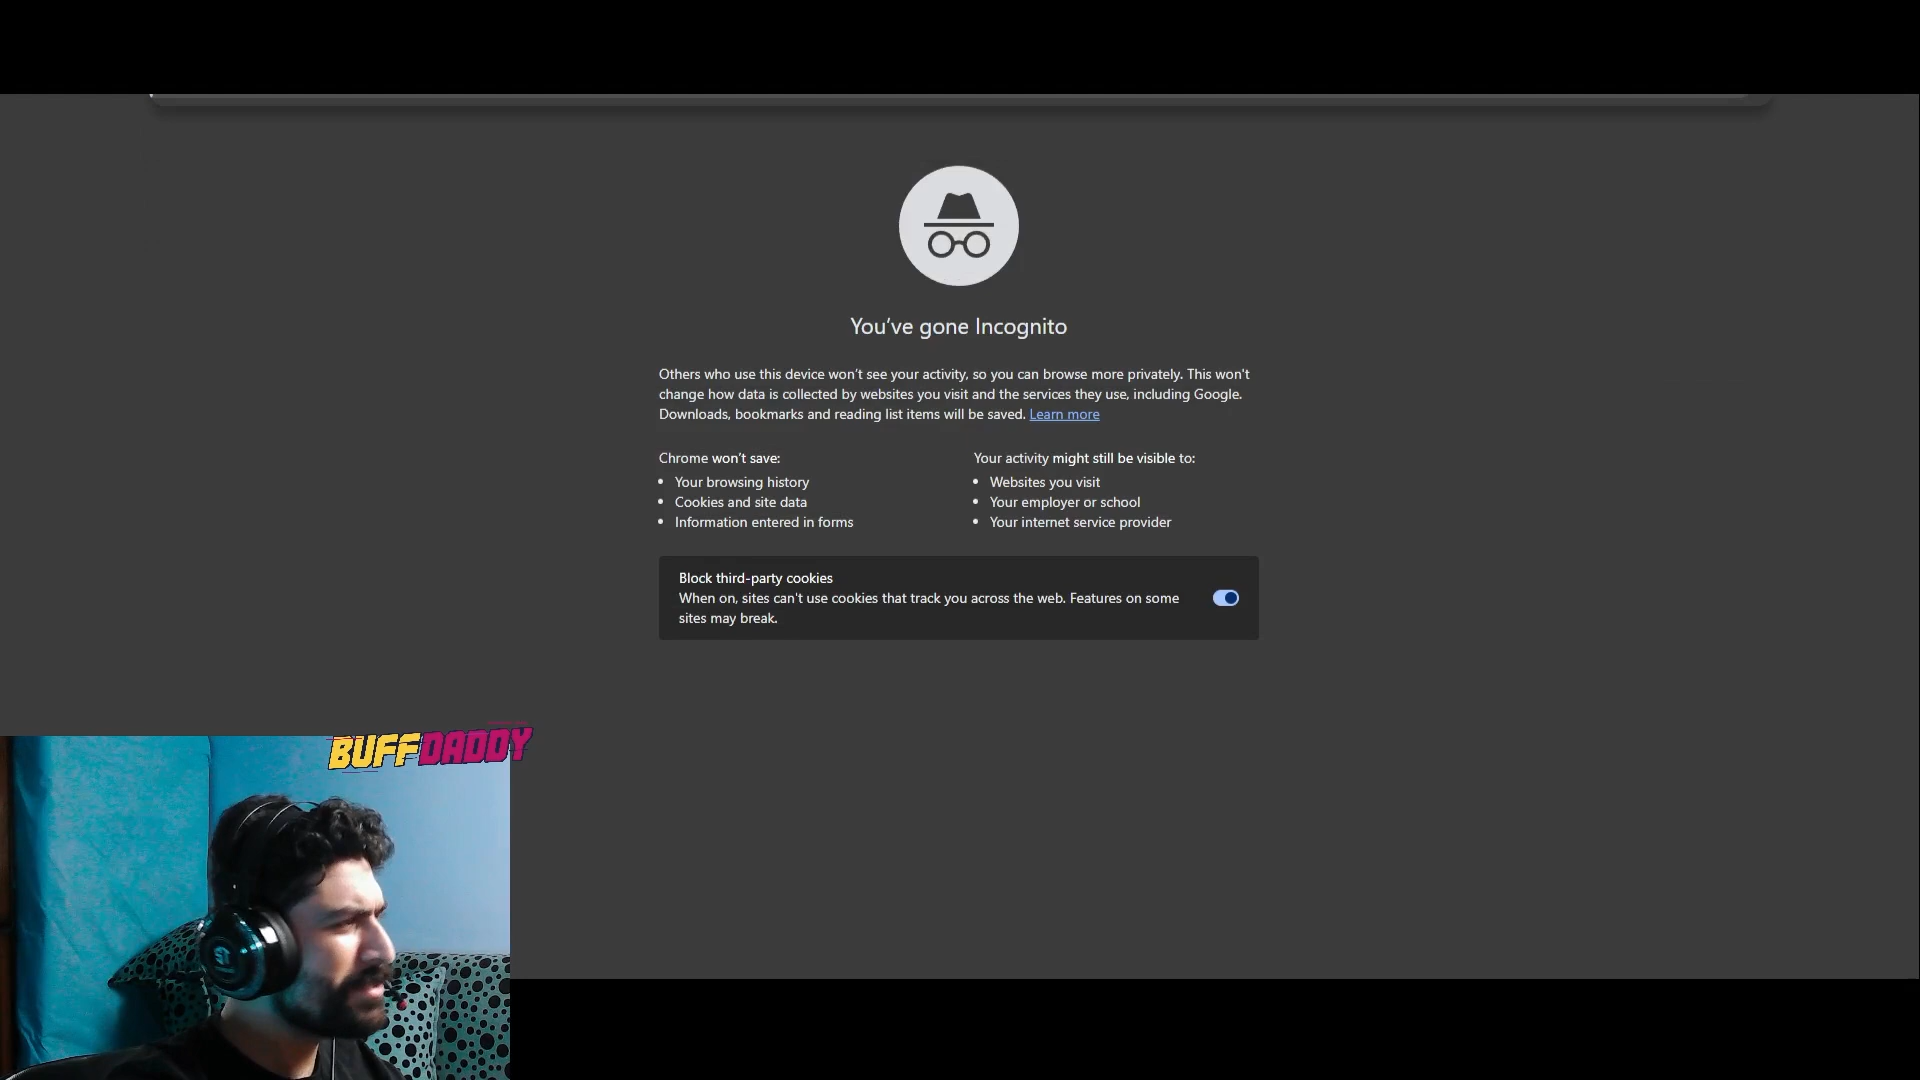 You've gone Incognito
Others who use this device won't see your activity, so you can browse more privately. This won't
change how data is collected by websites you visit and the services they use, including Google.
Downloads, bookmarks and reading list items will be saved. Learn more
Chrome won't save:
Your browsing history
Cookies and site data
Information entered in forms
Your activity might still be visible to:
Websites you visit
Your employer or school
Your internet service provider
Block third-party cookies
When on, sites can't use cookies that track you across the web. Features on some
sites may break.
BUFFDADDY